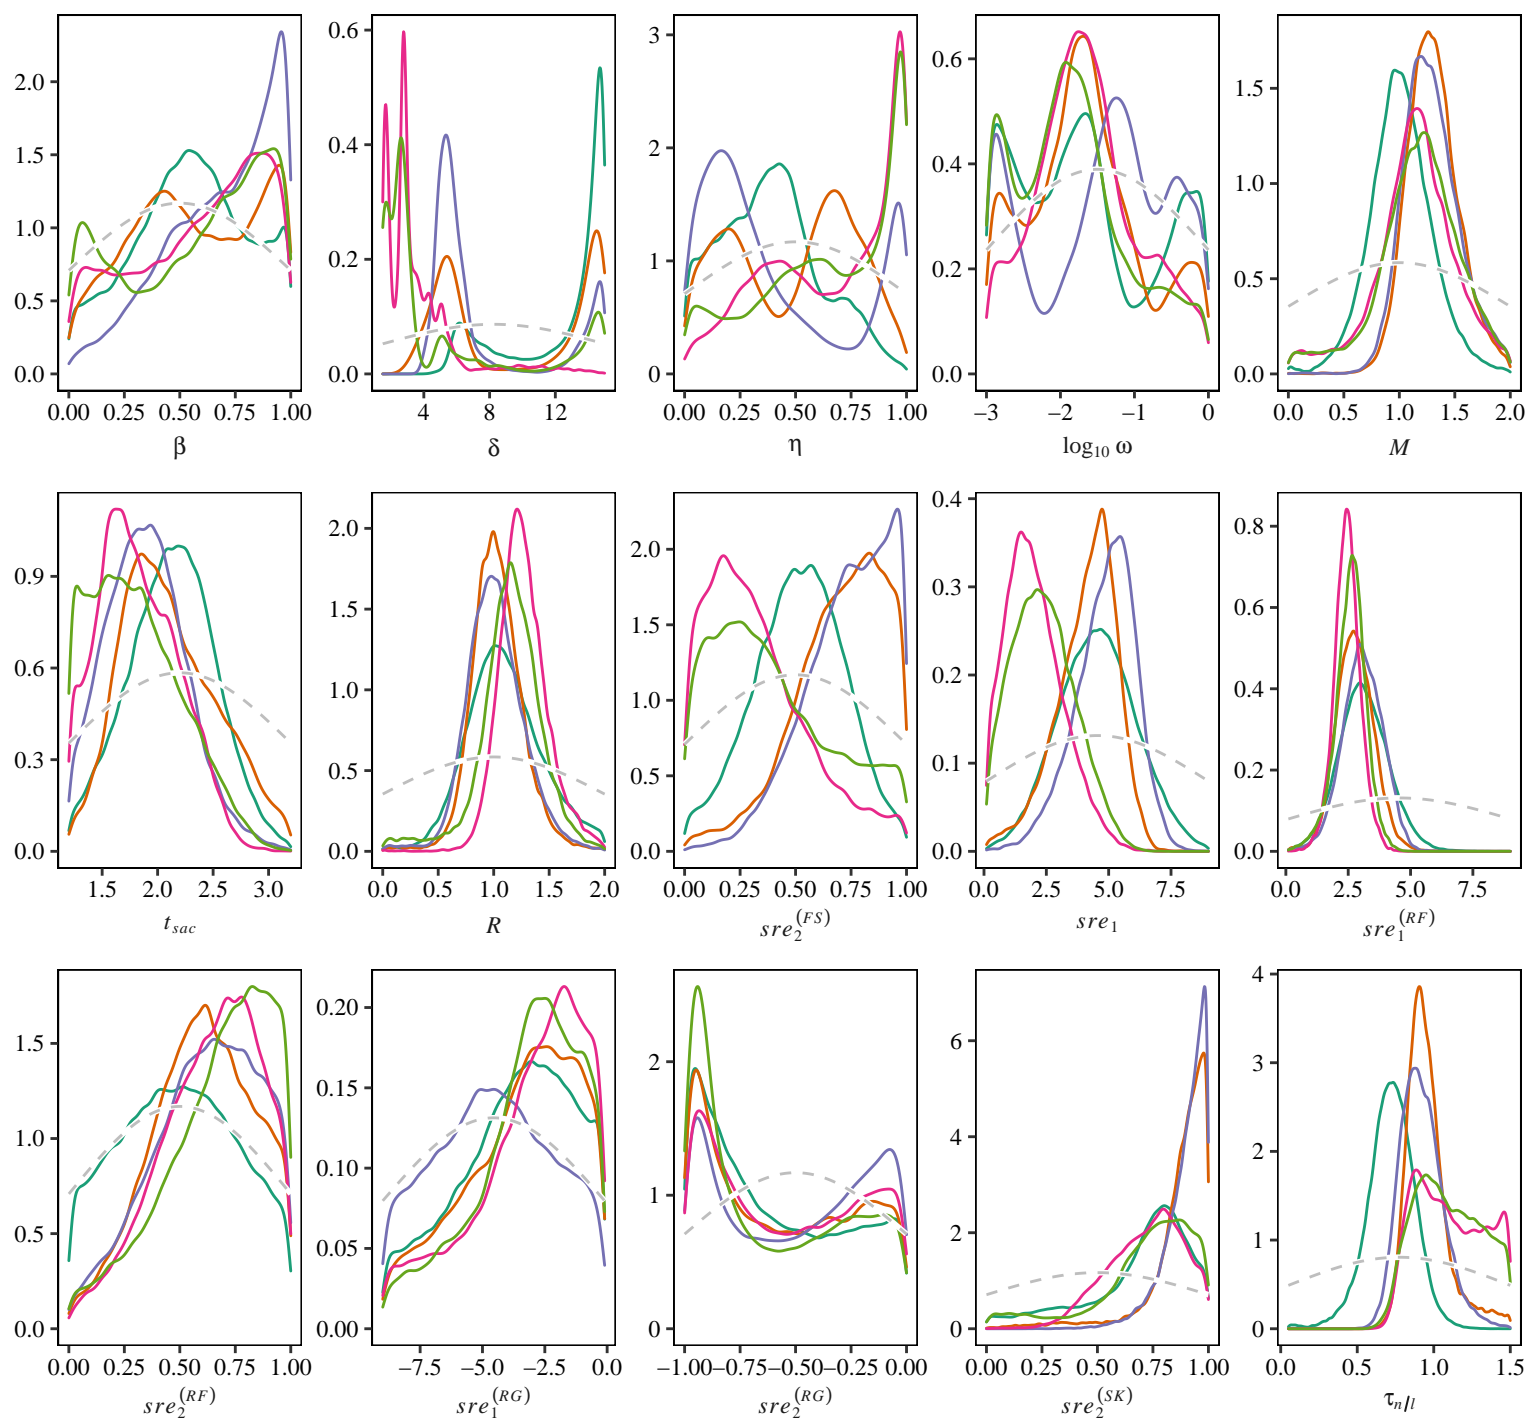 0.0 0.5 1.0 1.5 2.0
0.00 0.25 0.50 0.75 1.00
β
0.0 0.2 0.4 0.6
4 8 12
δ
0 1 2 3
0.00 0.25 0.50 0.75 1.00
η
0.0 0.2 0.4 0.6
−3 −2 −1 0
log₁₀ ω
0.0 0.5 1.0 1.5
0.0 0.5 1.0 1.5 2.0
M
0.0 0.3 0.6 0.9
1.5 2.0 2.5 3.0
t_sac
0.0 0.5 1.0 1.5 2.0
0.0 0.5 1.0 1.5 2.0
R
0.0 0.5 1.0 1.5 2.0
0.00 0.25 0.50 0.75 1.00
sre₂^(FS)
0.0 0.1 0.2 0.3 0.4
0.0 2.5 5.0 7.5
sre₁
0.0 0.2 0.4 0.6 0.8
0.0 2.5 5.0 7.5
sre₁^(RF)
0.0 0.5 1.0 1.5
0.00 0.25 0.50 0.75 1.00
sre₂^(RF)
0.00 0.05 0.10 0.15 0.20
−7.5 −5.0 −2.5 0.0
sre₁^(RG)
0 1 2
−1.00 −0.75 −0.50 −0.25 0.00
sre₂^(RG)
0 2 4 6
0.00 0.25 0.50 0.75 1.00
sre₂^(SK)
0 1 2 3 4
0.0 0.5 1.0 1.5
τ_n/l